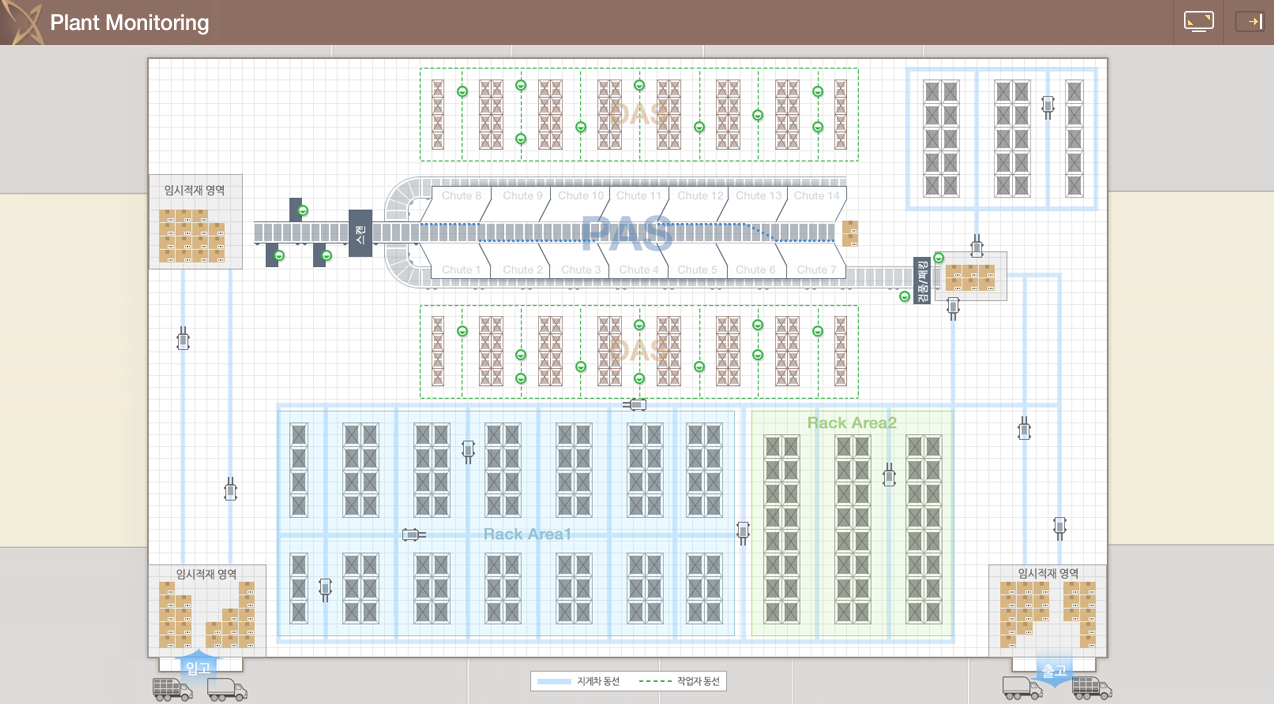 Plant Monitoring
DAS
임시적재 영역
Chute 8 Chute 9 Chute 10 Chute 11 Chute 12 Chute 13 Chute 14
스캔
PAS
Chute 1 Chute 2 Chute 3 Chute 4 Chute 5 Chute 6 Chute 7
검품/패킹
DAS
Rack Area2
Rack Area1
임시적재 영역
임시적재 영역
입고
출고
지게차 동선 작업자 동선